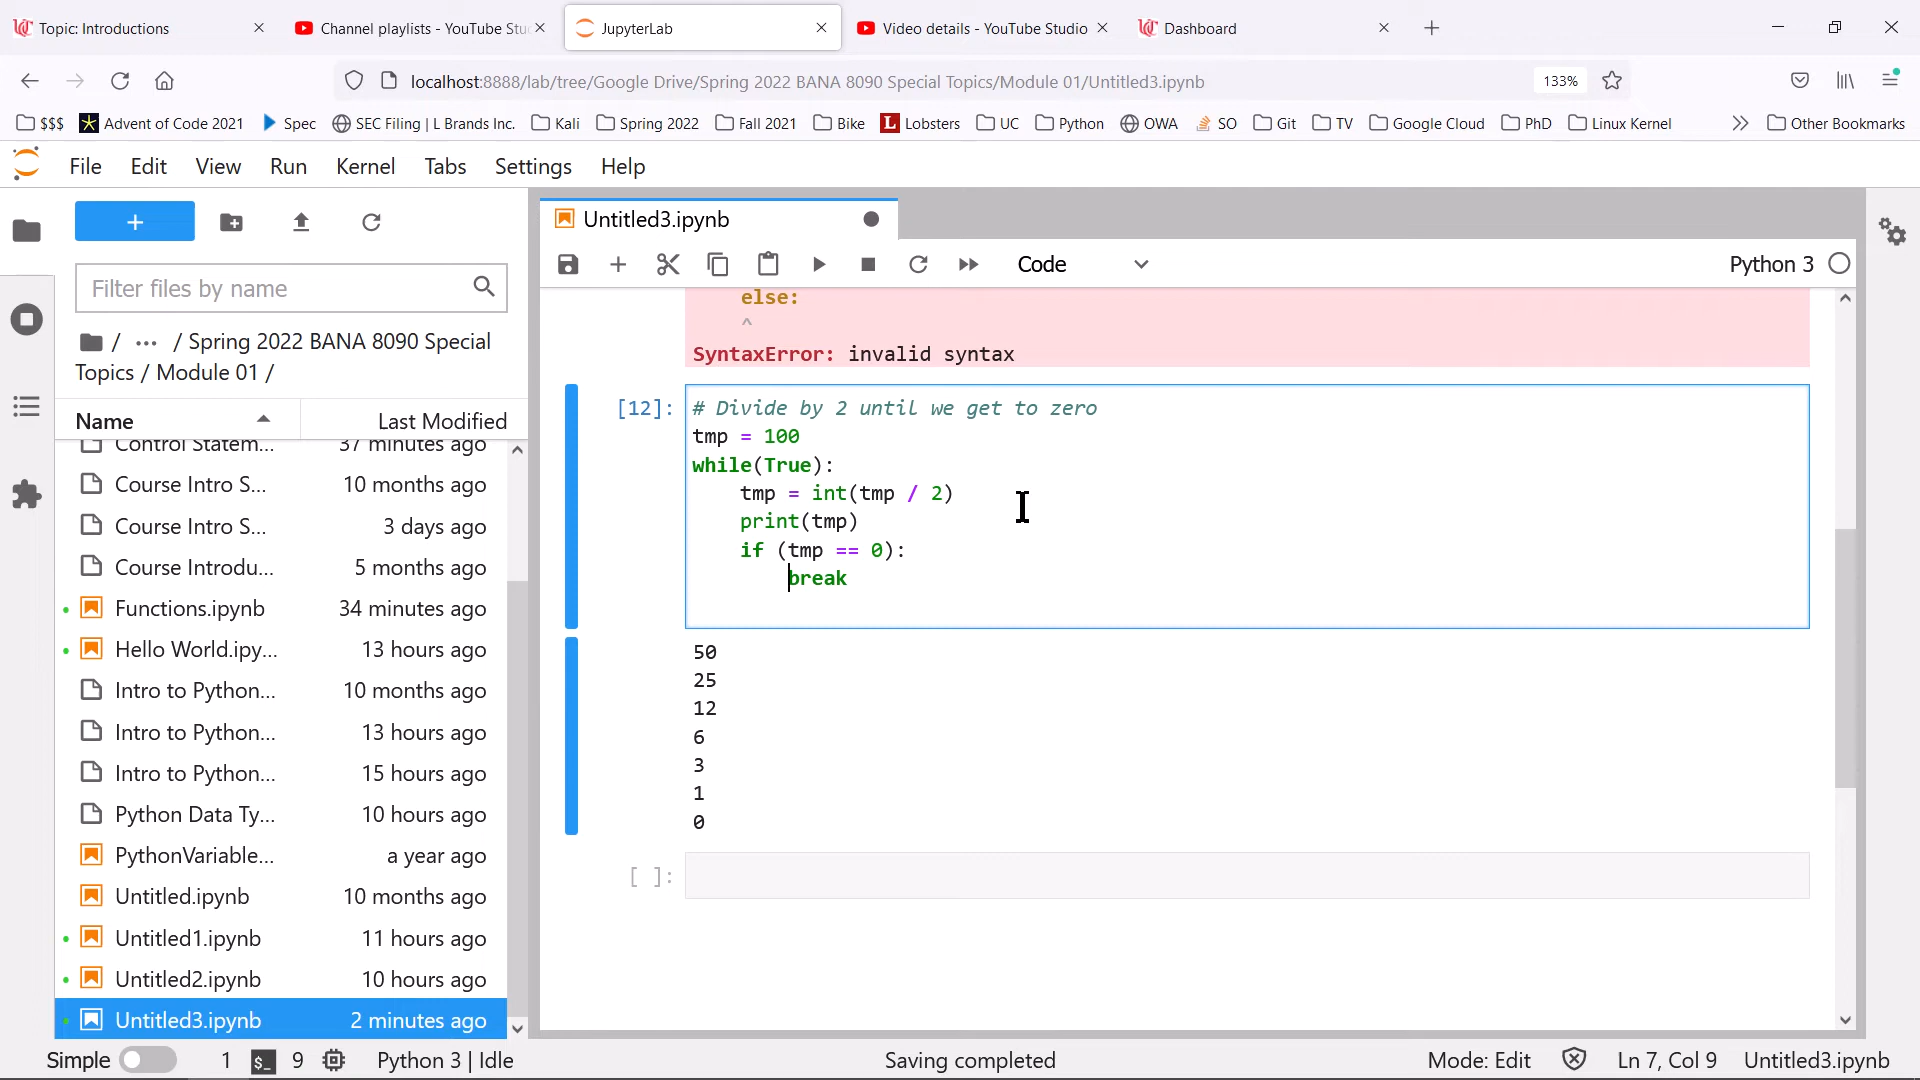 Topic: Introductions
Channel playlists - YouTube Stu
JupyterLab
Video details - YouTube Studio
Dashboard
localhost:8888/lab/tree/Google Drive/Spring 2022 BANA 8090 Special Topics/Module 01/Untitled3.ipynb
133%
$$$
Advent of Code 2021
Spec
SEC Filing | L Brands Inc.
Kali
Spring 2022
Fall 2021
Bike
Lobsters
UC
Python
OWA
SO
Git
TV
Google Cloud
PhD
Linux Kernel
Other Bookmarks
File Edit View Run Kernel Tabs Settings Help
Filter files by name
/ ... / Spring 2022 BANA 8090 Special
Topics / Module 01 /
Name Last Modified
Control Statem... 37 minutes ago
Course Intro S... 10 months ago
Course Intro S... 3 days ago
Course Introdu... 5 months ago
Functions.ipynb 34 minutes ago
Hello World.ipy... 13 hours ago
Intro to Python... 10 months ago
Intro to Python... 13 hours ago
Intro to Python... 15 hours ago
Python Data Ty... 10 hours ago
PythonVariable... a year ago
Untitled.ipynb 10 months ago
Untitled1.ipynb 11 hours ago
Untitled2.ipynb 10 hours ago
Untitled3.ipynb 2 minutes ago
Untitled3.ipynb
Code
Python 3
else:
^
SyntaxError: invalid syntax
[12]: # Divide by 2 until we get to zero
tmp = 100
while(True):
    tmp = int(tmp / 2)
    print(tmp)
    if (tmp == 0):
        break
50
25
12
6
3
1
0
[ ]:
Simple 1 $_ 9 Python 3 | Idle Saving completed Mode: Edit Ln 7, Col 9 Untitled3.ipynb